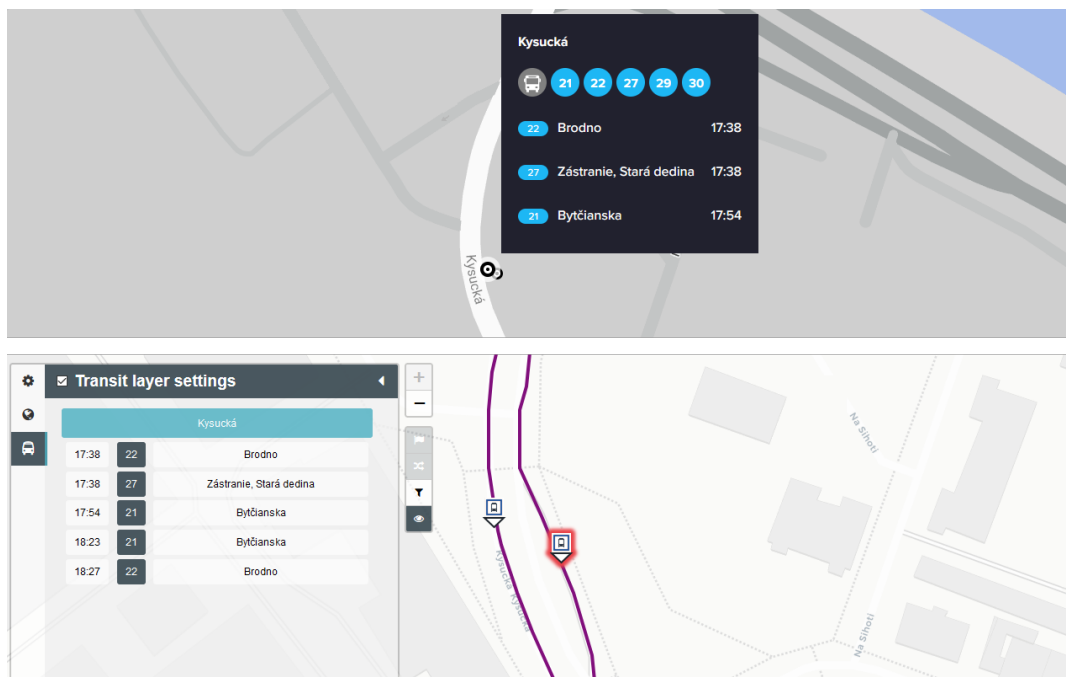 Kysucká
21 22 27 29 30
22 Brodno 17:38
27 Zástranie, Stará dedina 17:38
21 Bytčianska 17:54
Kysucká
Transit layer settings
Kysucká
17:38 22 Brodno
17:38 27 Zástranie, Stará dedina
17:54 21 Bytčianska
18:23 21 Bytčianska
18:27 22 Brodno
+
−
Na Sihoti
Kysucká Kysucká
Na Sihoti